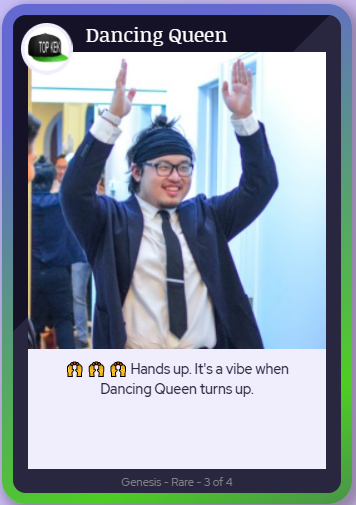 TOP KEK
Dancing Queen
🙌 🙌 🙌 Hands up. It's a vibe when
Dancing Queen turns up.
Genesis - Rare - 3 of 4